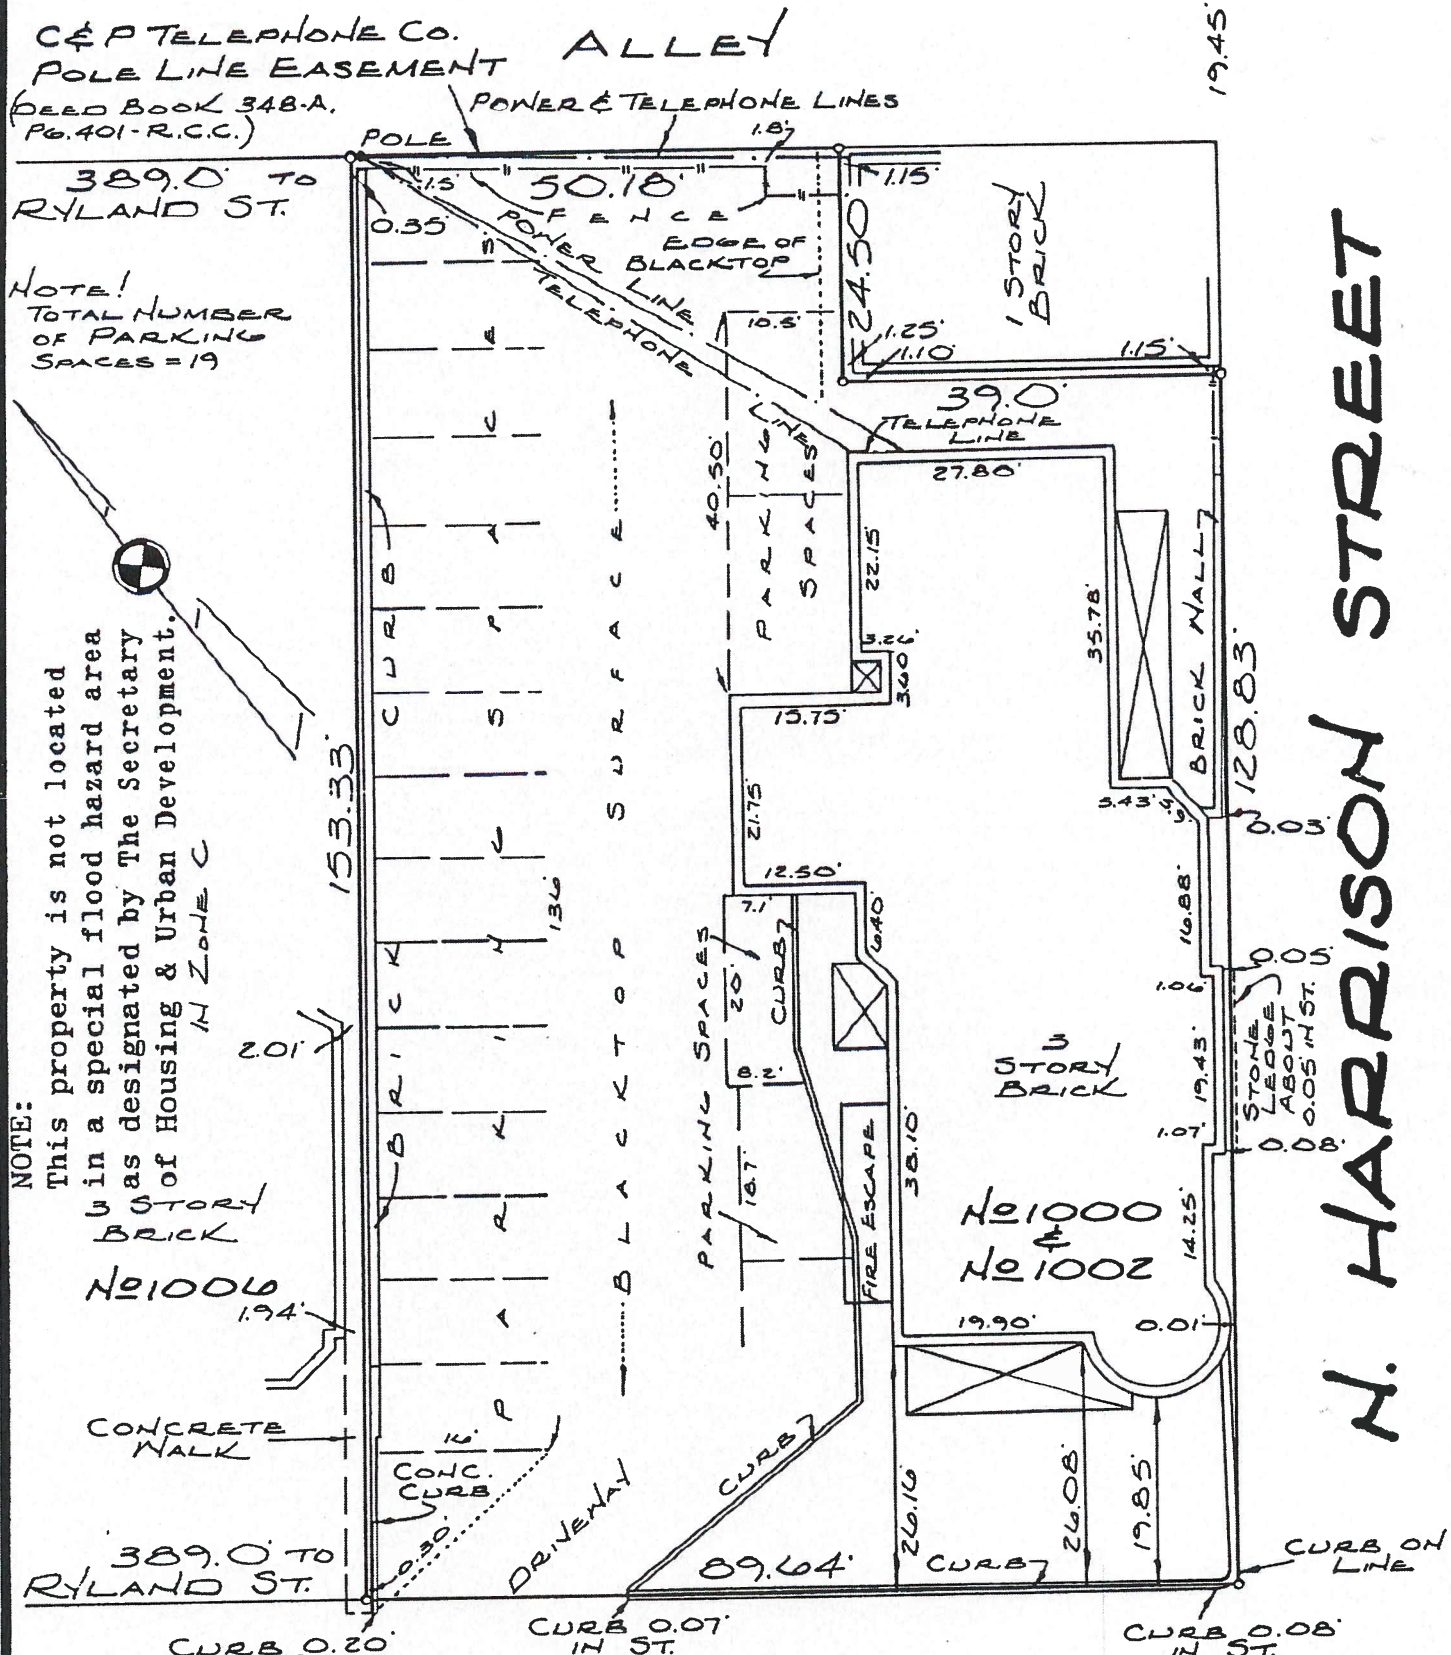 C&P TELEPHONE CO.
POLE LINE EASEMENT
(DEED BOOK 348-A.
PG. 401-R.C.C.)
ALLEY
19.45'
POWER & TELEPHONE LINES
POLE
1.8'
389.0' TO
RYLAND ST.
1.5'
50.18'
FENCE
0.35'
1.15'
24.50'
1 STORY
BRICK
EDGE OF
BLACKTOP
POWER LINE
TELEPHONE LINE
10.5'
1.25'
1.10'
1.15'
39.0'
NOTE!
TOTAL NUMBER
OF PARKING
SPACES = 19
TELEPHONE
LINE
27.80'
40.50'
PARKING
SPACES
22.15'
3.26'
3.60'
15.75'
35.78'
BRICK WALL
128.83'
N. HARRISON STREET
5.43'
0.03'
21.75'
12.50'
7.1'
6.40'
16.88'
0.05'
1.06'
STONE
LEDGE
ABOUT
0.05' IN ST.
19.43'
1.07'
0.08'
14.25'
0.01'
3
STORY
BRICK
No 1000
&
No 1002
PARKING SPACES
20'
CURB
8.2'
18.7'
FIRE ESCAPE
38.10'
19.90'
BLACKTOP SURFACE
PARKING SPACES
136'
BRICK CURB
153.33'
NOTE:
This property is not located
in a special flood hazard area
as designated by The Secretary
of Housing & Urban Development.
IN ZONE C
2.01'
3 STORY
BRICK
No 1006
1.94'
CONCRETE
WALK
16'
CONC.
CURB
0.30'
DRIVEWAY
CURB
26.16'
26.08'
19.85'
389.0' TO
RYLAND ST.
89.64'
CURB
CURB ON
LINE
CURB 0.20'
CURB 0.07'
IN ST.
CURB 0.08'
IN ST.